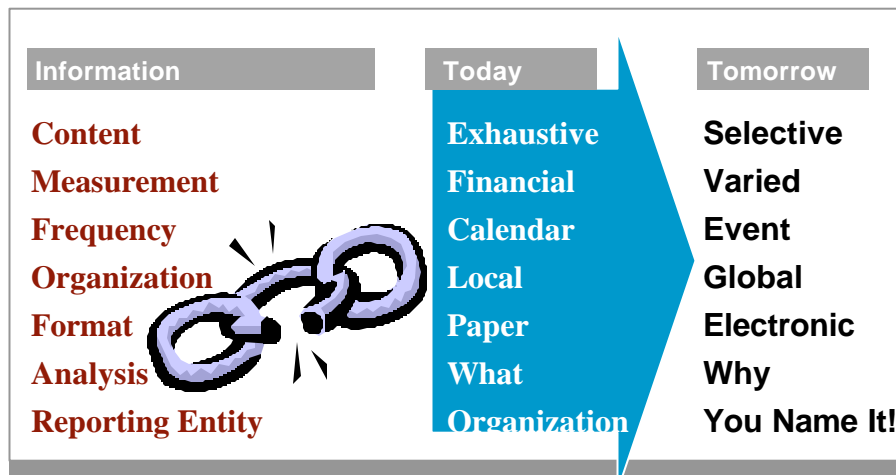 Information Today Tomorrow
Content Exhaustive Selective
Measurement Financial Varied
Frequency Calendar Event
Organization Local Global
Format Paper Electronic
Analysis What Why
Reporting Entity Organization You Name It!